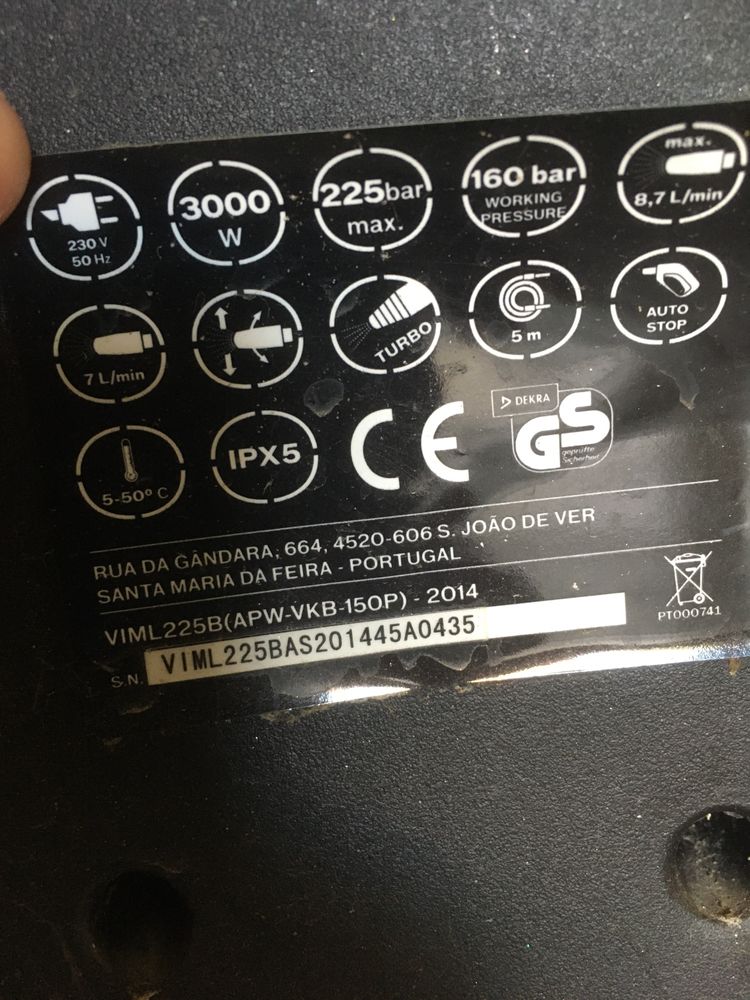 230 V
50 Hz
3000
W
225bar
max.
160 bar
WORKING
PRESSURE
max.
8,7 L/min
7 L/min
TURBO
5 m
AUTO
STOP
5-50º C
IPX5
CE
DEKRA
GS
geprüfte
Sicherheit
RUA DA GÂNDARA, 664, 4520-606 S. JOÃO DE VER
SANTA MARIA DA FEIRA - PORTUGAL
VIML225B(APW-VKB-150P) - 2014
PT000741
S.N. VIML225BAS201445A0435